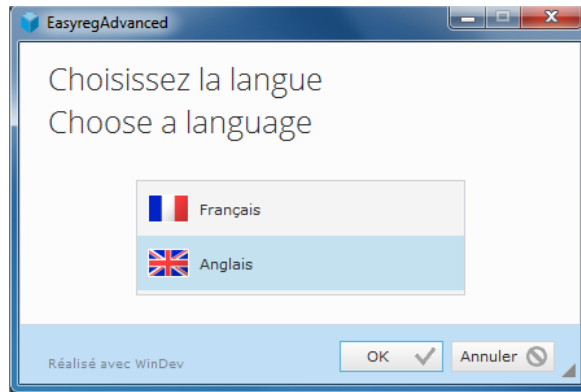 EasyregAdvanced
Choisissez la langue
Choose a language
Français
Anglais
Réalisé avec WinDev
OK
Annuler